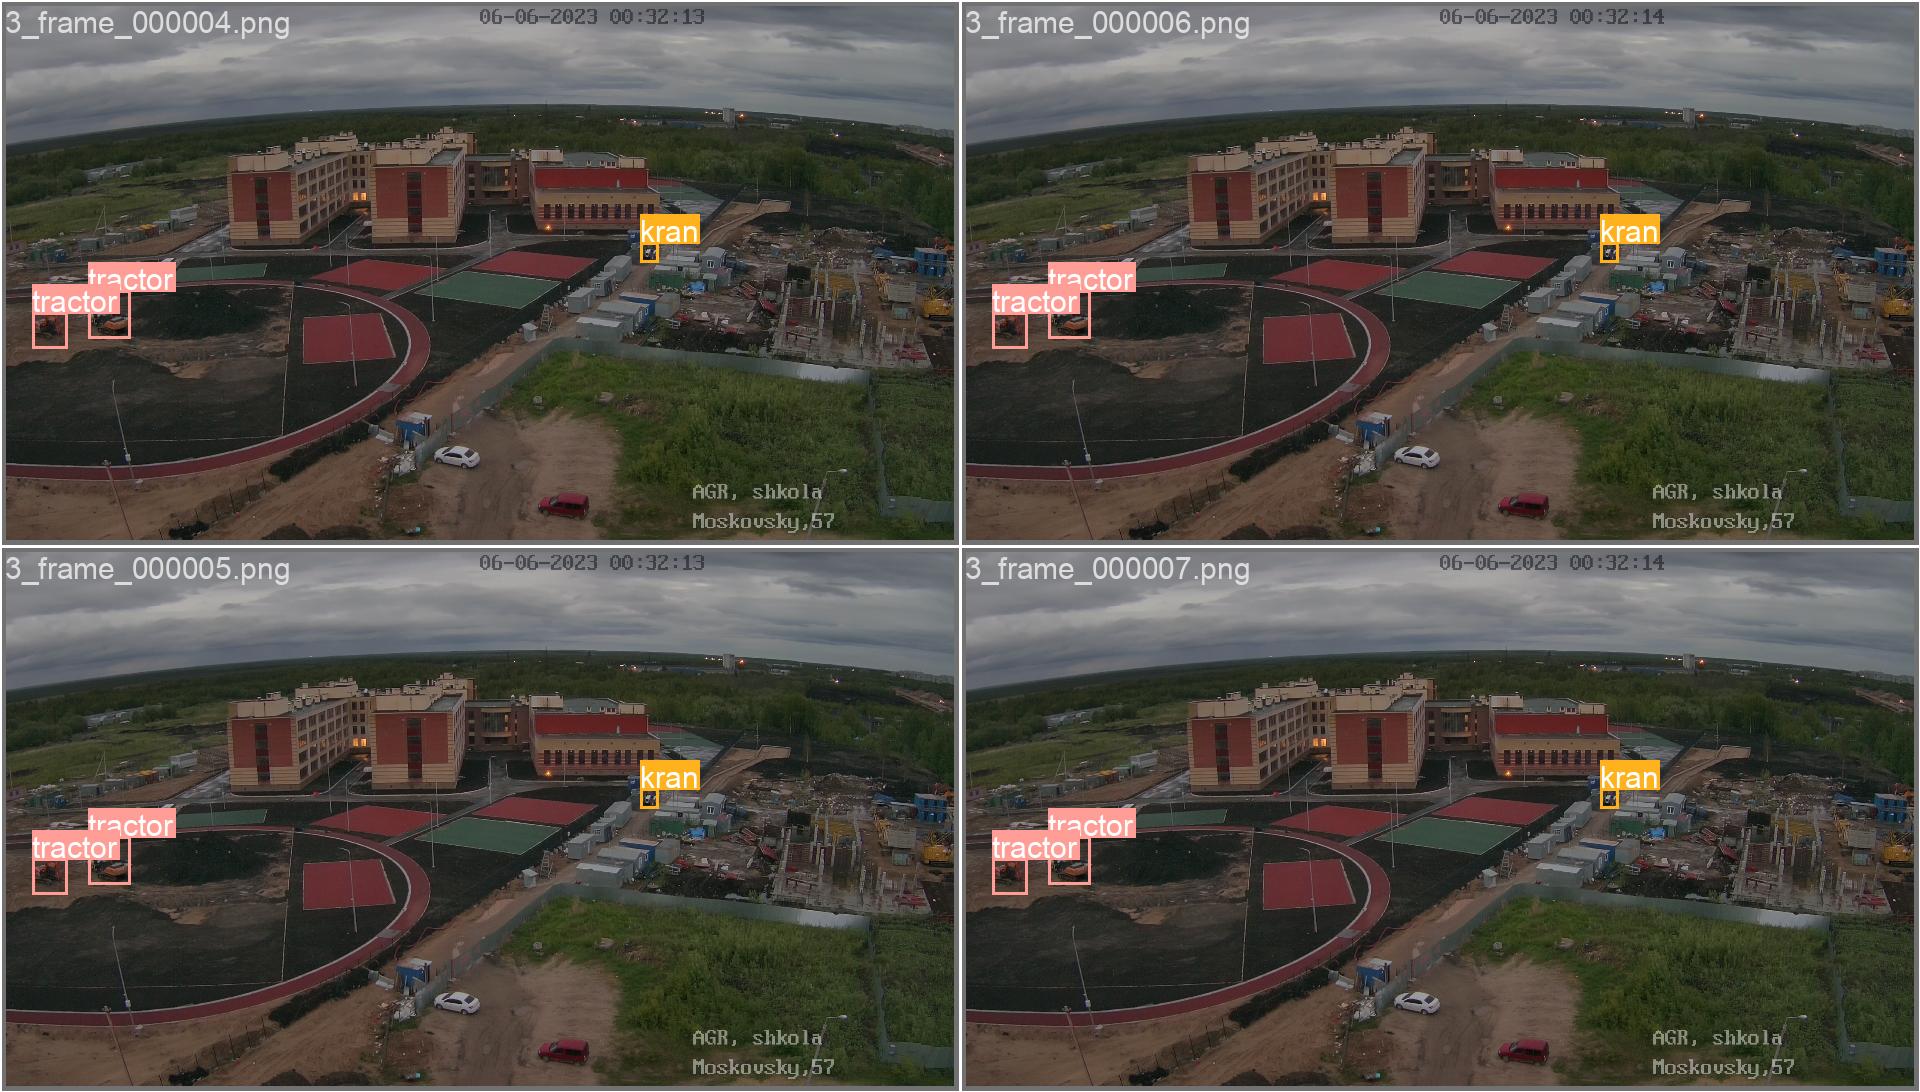 3_frame_000004.png
06-06-2023 00:32:13
kran
tractor
tractor
AGR, shkola
Moskovsky,57
3_frame_000006.png
06-06-2023 00:32:14
kran
tractor
tractor
AGR, shkola
Moskovsky,57
3_frame_000005.png
06-06-2023 00:32:13
kran
tractor
tractor
AGR, shkola
Moskovsky,57
3_frame_000007.png
06-06-2023 00:32:14
kran
tractor
tractor
AGR, shkola
Moskovsky,57